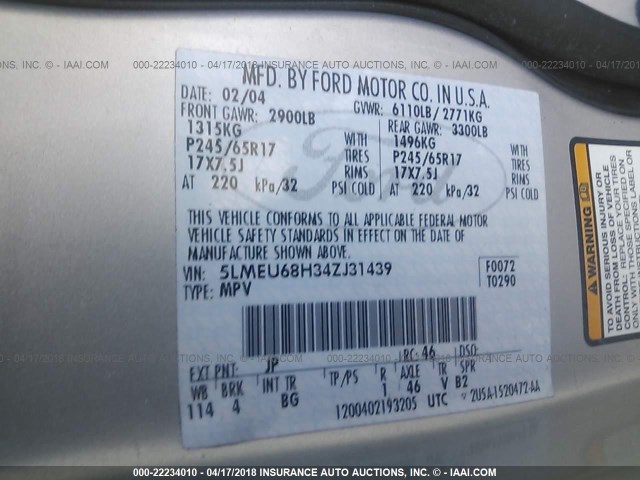 000-22234010 - 04/17/2018 INSURANCE AUTO AUCTIONS, INC. - IAAI.COM
MFD. BY FORD MOTOR CO. IN U.S.A.
DATE: 02/04 GVWR: 6110LB/ 2771KG
FRONT GAWR: 2900LB REAR GAWR: 3300LB
1315KG WITH 1496KG WITH
P245/65R17 TIRES P245/65R17 TIRES
17X7.5J RIMS 17X7.5J RIMS
AT 220 kPa/32 PSI COLD AT 220 kPa/32 PSI COLD
Ford
THIS VEHICLE CONFORMS TO ALL APPLICABLE FEDERAL MOTOR
VEHICLE SAFETY STANDARDS IN EFFECT ON THE DATE OF
MANUFACTURE SHOWN ABOVE.
VIN: 5LMEU68H34ZJ31439 F0072
TYPE: MPV T0290
EXT PNT: JP RC: 46 DSO:
WB BRK INT TR TP/PS R AXLE TR SPR
114 4 BG 1 46 V B2
1200402193205 UTC 2U5A-1520472-AA
TO AVOID SERIOUS INJURY OR
000-22234010 - 04/17/2018 INSURANCE AUTO AUCTIONS, INC. - IAAI.COM